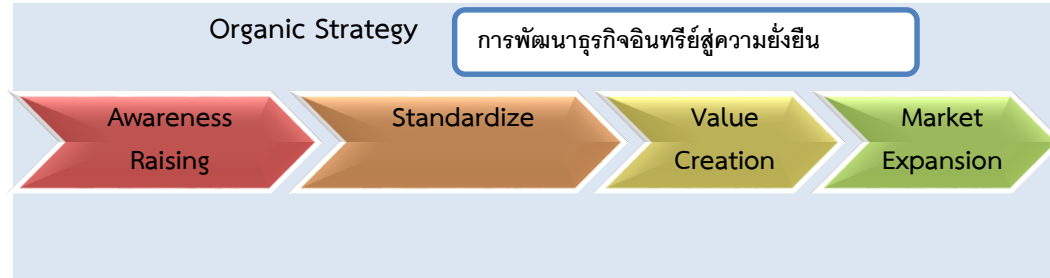 Organic Strategy
การพัฒนาธุรกิจอินทรีย์สู่ความยั่งยืน
Awareness
Raising
Standardize
Value
Creation
Market
Expansion